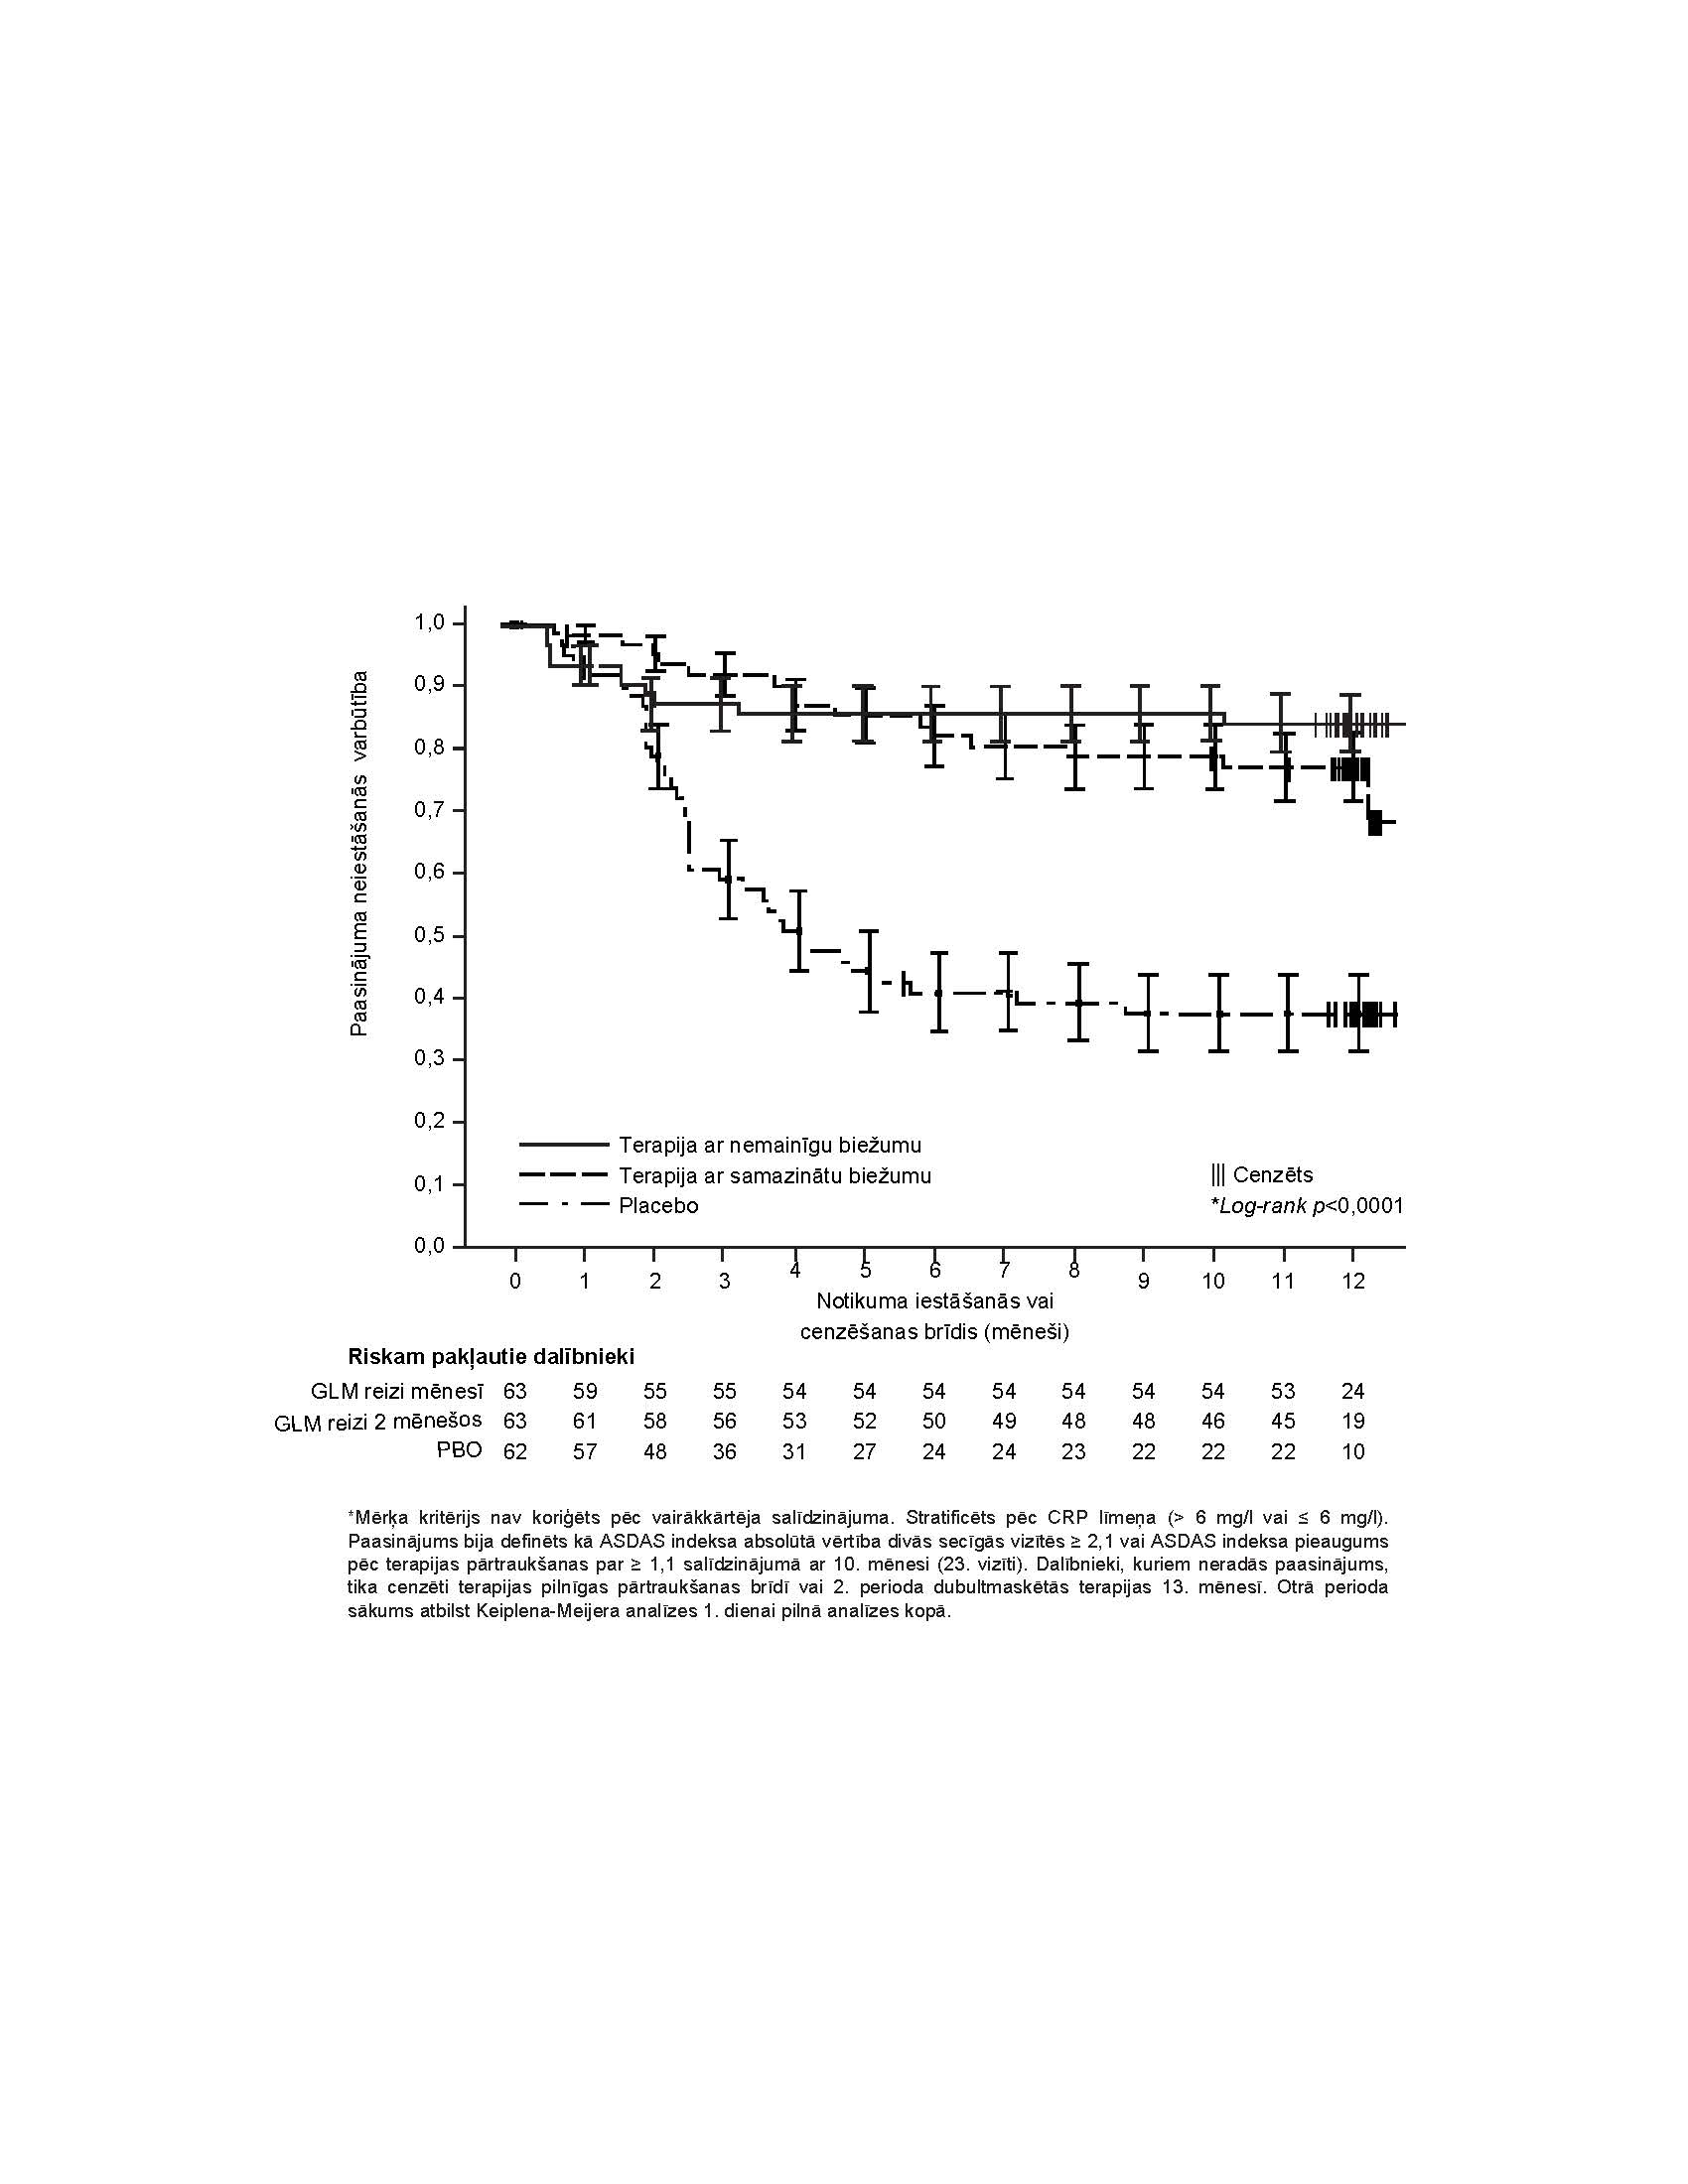 Paasinājuma neiestāšanās varbūtība
1,0
0,9
0,8
0,7
0,6
0,5
0,4
0,3
0,2
0,1
0,0
Terapija ar nemainīgu biežumu
Terapija ar samazinātu biežumu
Placebo
||| Cenzēts
*Log-rank p<0,0001
0 1 2 3 4 5 6 7 8 9 10 11 12
Notikuma iestāšanās vai
cenzēšanas brīdis (mēneši)
Riskam pakļautie dalībnieki
GLM reizi mēnesī 63 59 55 55 54 54 54 54 54 54 54 53 24
GLM reizi 2 mēnešos 63 61 58 56 53 52 50 49 48 48 46 45 19
PBO 62 57 48 36 31 27 24 24 23 22 22 22 10
*Mērķa kritērijs nav koriģēts pēc vairākkārtēja salīdzinājuma. Stratificēts pēc CRP līmeņa (> 6 mg/l vai ≤ 6 mg/l).
Paasinājums bija definēts kā ASDAS indeksa absolūtā vērtība divās secīgās vizītēs ≥ 2,1 vai ASDAS indeksa pieaugums
pēc terapijas pārtraukšanas par ≥ 1,1 salīdzinājumā ar 10. mēnesi (23. vizīti). Dalībnieki, kuriem neradās paasinājums,
tika cenzēti terapijas pilnīgas pārtraukšanas brīdī vai 2. perioda dubultmaskētās terapijas 13. mēnesī. Otrā perioda
sākums atbilst Keiplena-Meijera analīzes 1. dienai pilnā analīzes kopā.